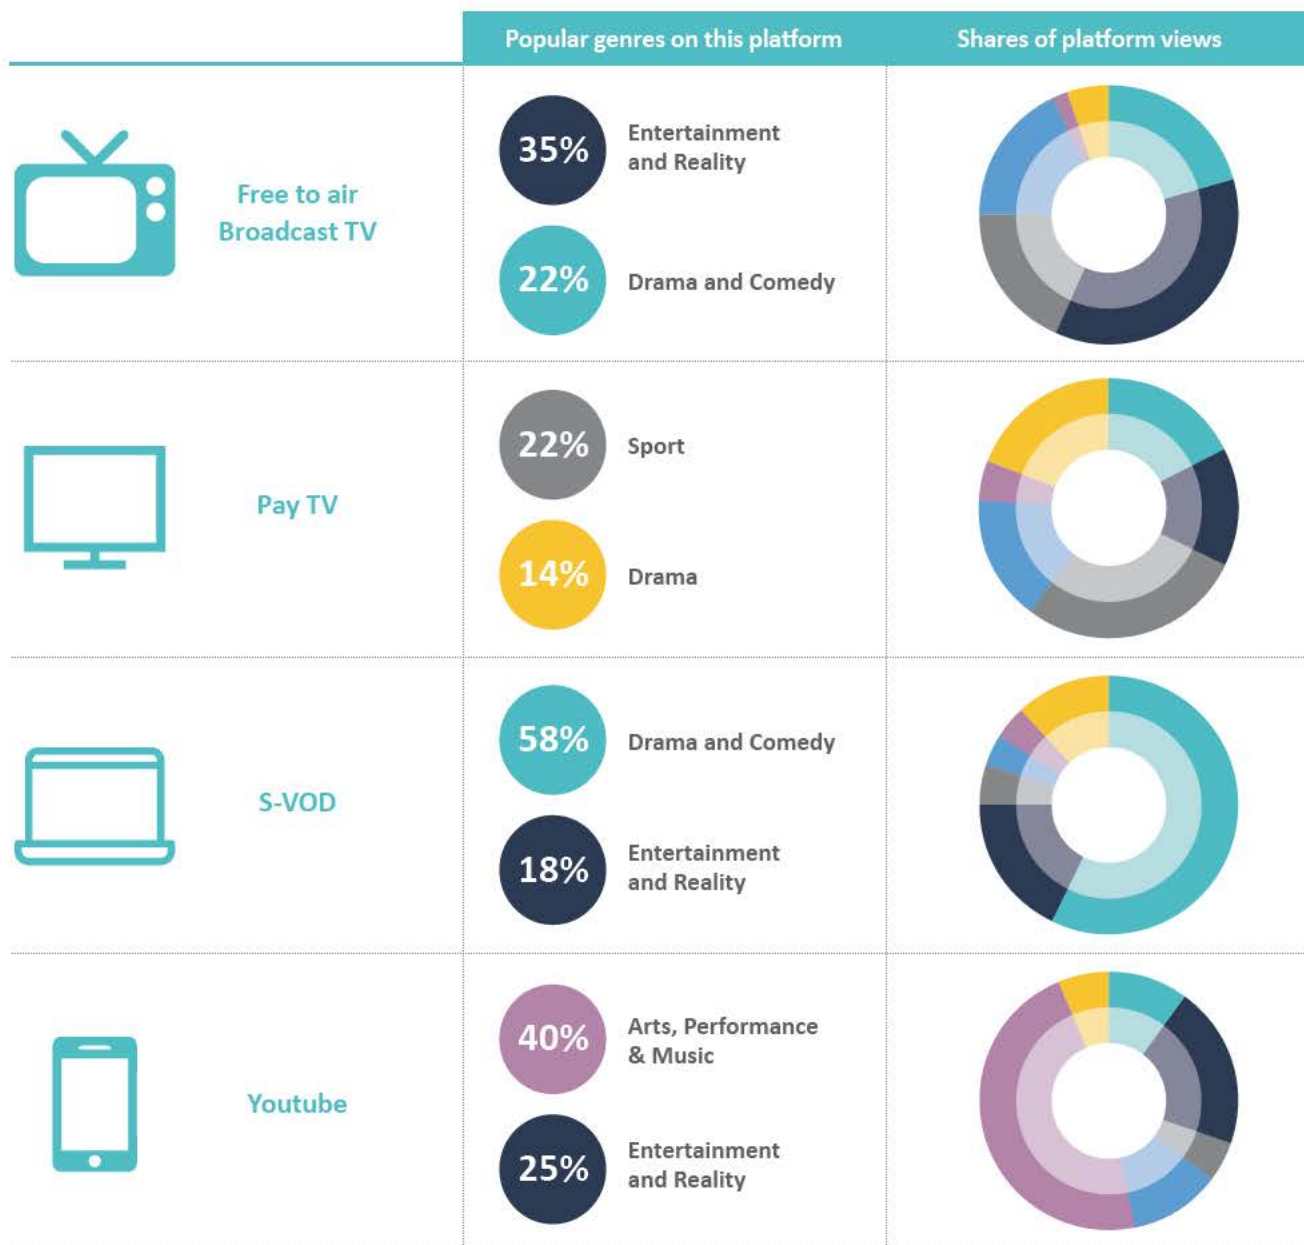 Popular genres on this platform
Shares of platform views
Free to air
Broadcast TV
35%
Entertainment
and Reality
22%
Drama and Comedy
Pay TV
22%
Sport
14%
Drama
S-VOD
58%
Drama and Comedy
18%
Entertainment
and Reality
Youtube
40%
Arts, Performance
& Music
25%
Entertainment
and Reality